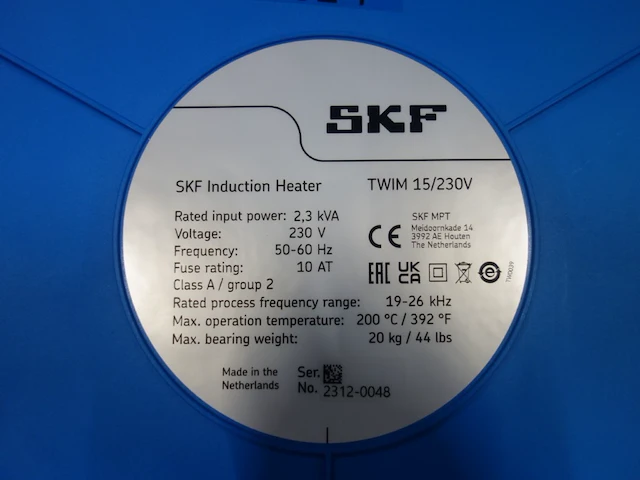 SKF
SKF Induction Heater TWIM 15/230V
Rated input power: 2,3 kVA
Voltage: 230 V
Frequency: 50-60 Hz
Fuse rating: 10 AT
Class A / group 2
SKF MPT
Meidoornkade 14
3992 AE Houten
The Netherlands
CE
EAC UKCA
Rated process frequency range: 19-26 kHz
Max. operation temperature: 200 °C / 392 °F
Max. bearing weight: 20 kg / 44 lbs
Made in the
Netherlands
Ser.
No. 2312-0048